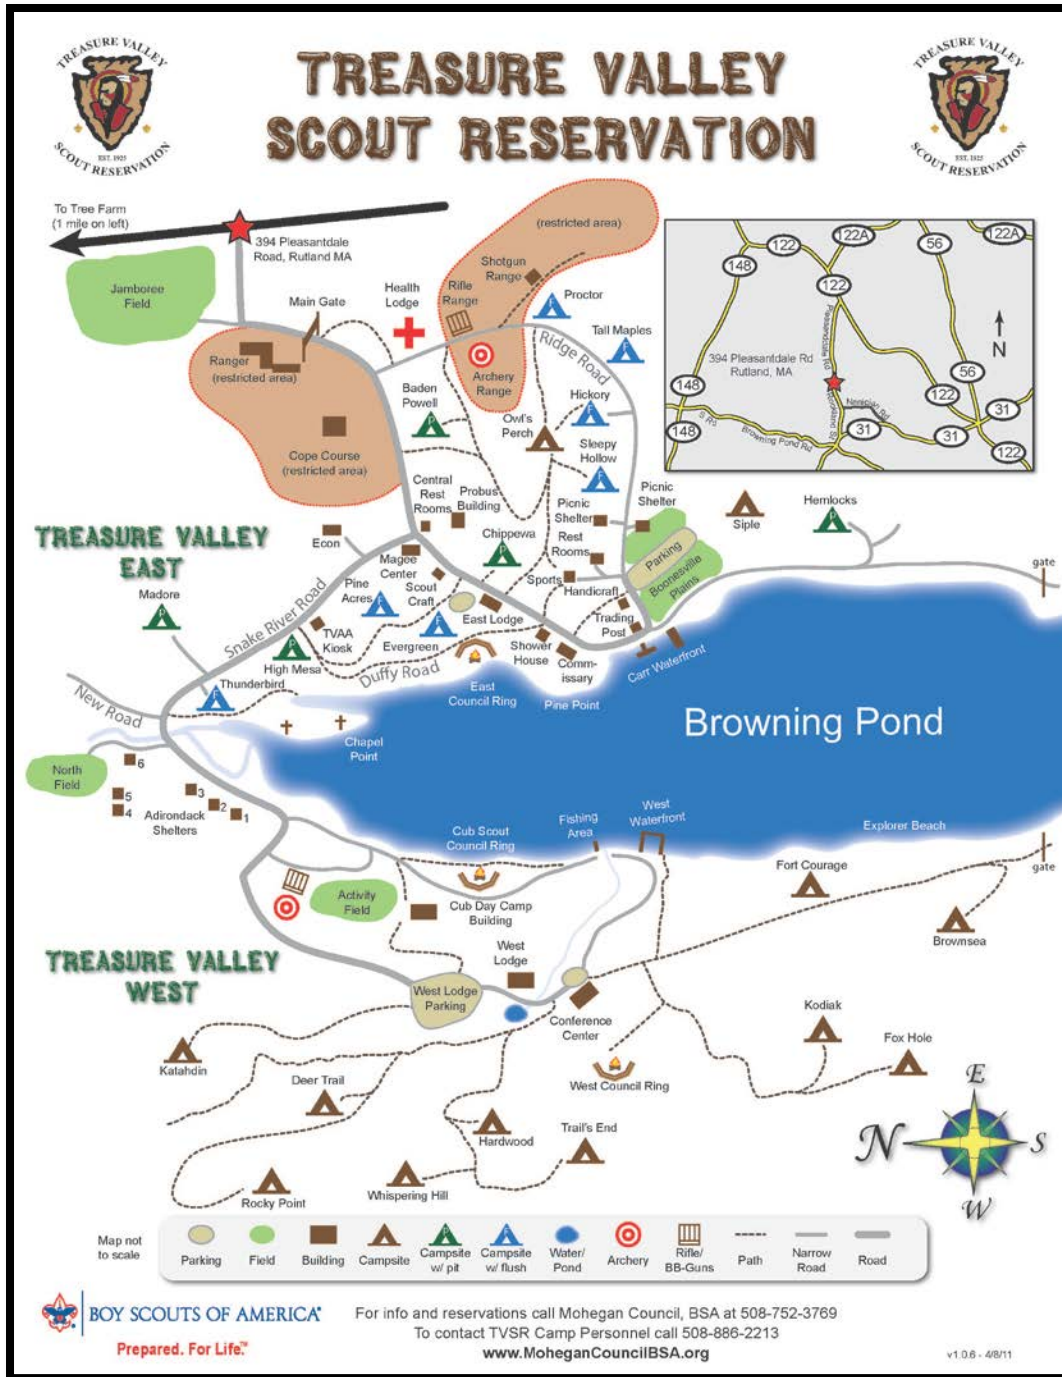 TREASURE VALLEY
SCOUT RESERVATION
TREASURE VALLEY
EST. 1925
SCOUT RESERVATION
TREASURE VALLEY
EST. 1925
SCOUT RESERVATION
To Tree Farm
(1 mile on left)
394 Pleasantdale
Road, Rutland MA
Jamboree
Field
Main Gate
Health
Lodge
Rifle
Range
Shotgun
Range
(restricted area)
Proctor
Tall Maples
Ridge Road
Archery
Range
Ranger
(restricted area)
Cope Course
(restricted area)
Baden
Powell
Owl's
Perch
Hickory
Sleepy
Hollow
Central
Rest
Rooms
Probus
Building
Picnic
Shelter
Picnic
Shelter
Rest
Rooms
Siple
Hemlocks
122
122A
56
122A
148
122
Pleasantdale Rd
394 Pleasantdale Rd
Rutland, MA
N
148
56
122
31
148
S Rd
Browning Pond Rd
31
31
122
TREASURE VALLEY
EAST
Econ
Magee
Center
Scout
Craft
Chippewa
Parking
Boonesville
Plains
Sports
Handicraft
Trading
Post
gate
Madore
Snake River Road
Pine
Acres
TVAA
Kiosk
Evergreen
East Lodge
Shower
House
Comm-
issary
Carr Waterfront
High Mesa
Duffy Road
Thunderbird
New Road
East
Council Ring
Pine Point
Chapel
Point
Browning Pond
North
Field
6
5
4
3
2
1
Adirondack
Shelters
Cub Scout
Council Ring
Fishing
Area
West
Waterfront
Explorer Beach
gate
Fort Courage
Brownsea
Activity
Field
Cub Day Camp
Building
TREASURE VALLEY
WEST
West
Lodge
West Lodge
Parking
Conference
Center
Kodiak
Fox Hole
Katahdin
Deer Trail
West Council Ring
Hardwood
Trail's End
Rocky Point
Whispering Hill
E
N
S
W
Map not
to scale
Parking
Field
Building
Campsite
Campsite
w/ pit
Campsite
w/ flush
Water/
Pond
Archery
Rifle/
BB-Guns
Path
Narrow
Road
Road
BOY SCOUTS OF AMERICA®
Prepared. For Life.™
For info and reservations call Mohegan Council, BSA at 508-752-3769
To contact TVSR Camp Personnel call 508-886-2213
www.MoheganCouncilBSA.org
v1.0.6 - 4/8/11